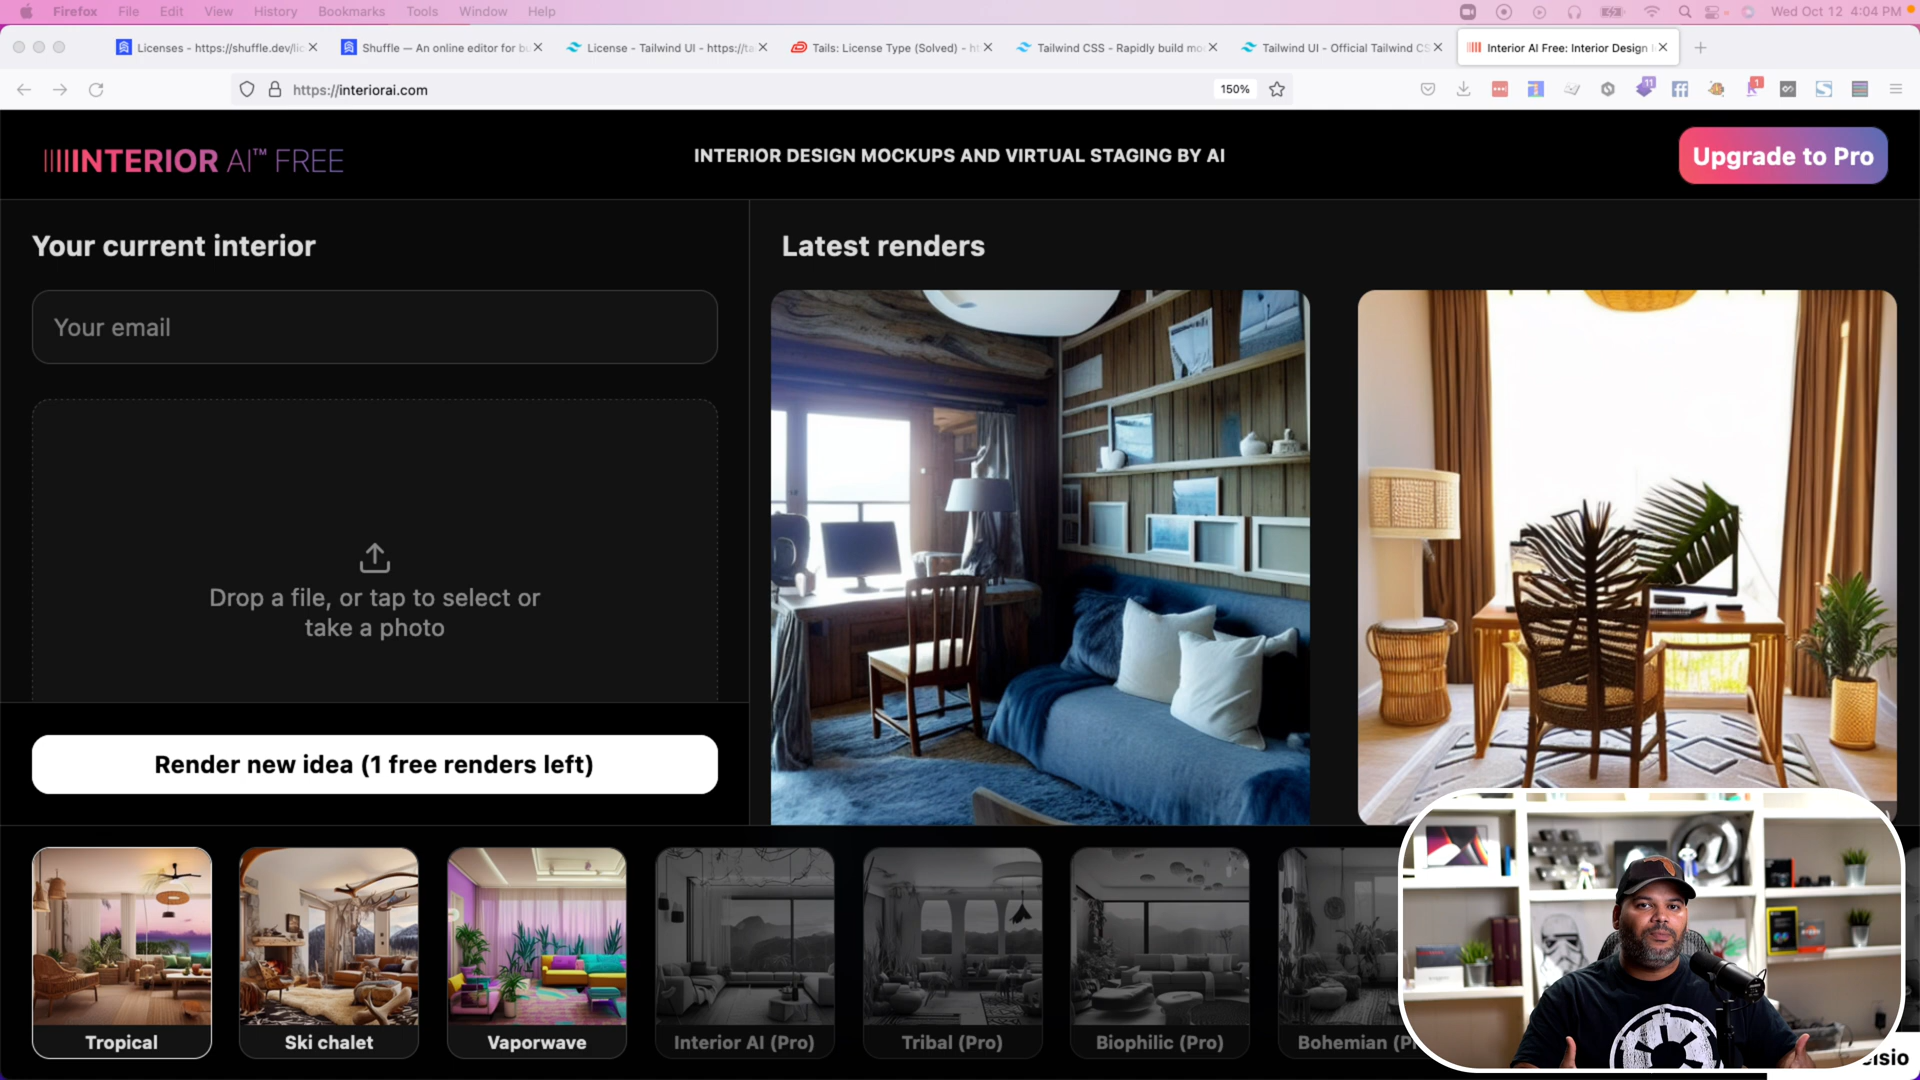 Firefox File Edit View History Bookmarks Tools Window Help Wed Oct 12 4:04 PM
Licenses - https://shuffle.dev/lic Shuffle — An online editor for bu License - Tailwind UI - https://ta Tails: License Type (Solved) - ht Tailwind CSS - Rapidly build mo Tailwind UI - Official Tailwind CS Interior AI Free: Interior Design I
https://interiorai.com 150% 11 1
INTERIOR AI™ FREE
INTERIOR DESIGN MOCKUPS AND VIRTUAL STAGING BY AI
Upgrade to Pro
Your current interior
Your email
Drop a file, or tap to select or
take a photo
Render new idea (1 free renders left)
Latest renders
Tropical
Ski chalet
Vaporwave
Interior AI (Pro)
Tribal (Pro)
Biophilic (Pro)
Bohemian (P
elsio